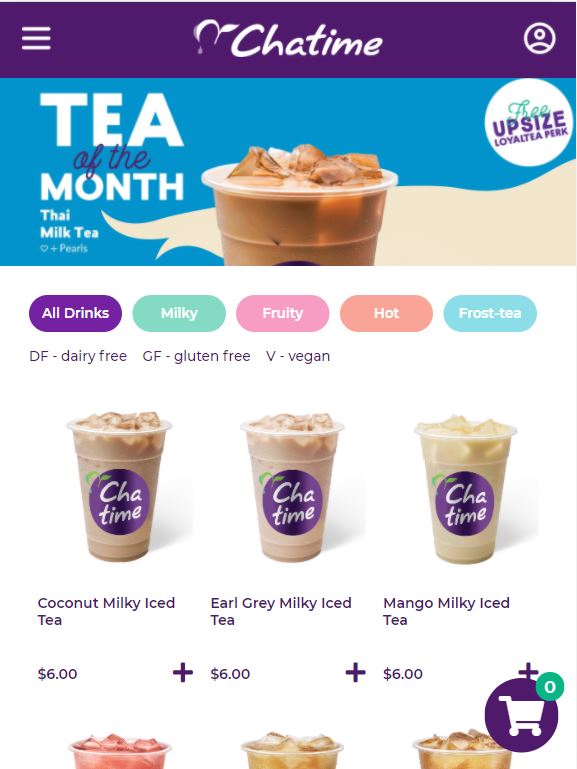 Chatime
TEA
of the
MONTH
Thai
Milk Tea
♡ + Pearls
Free
UPSIZE
LOYALTEA PERK
All Drinks
Milky
Fruity
Hot
Frost-tea
DF - dairy free GF - gluten free V - vegan
Cha
time
Cha
time
Cha
time
Coconut Milky Iced
Tea
Earl Grey Milky Iced
Tea
Mango Milky Iced
Tea
$6.00 +
$6.00 +
$6.00 +
0